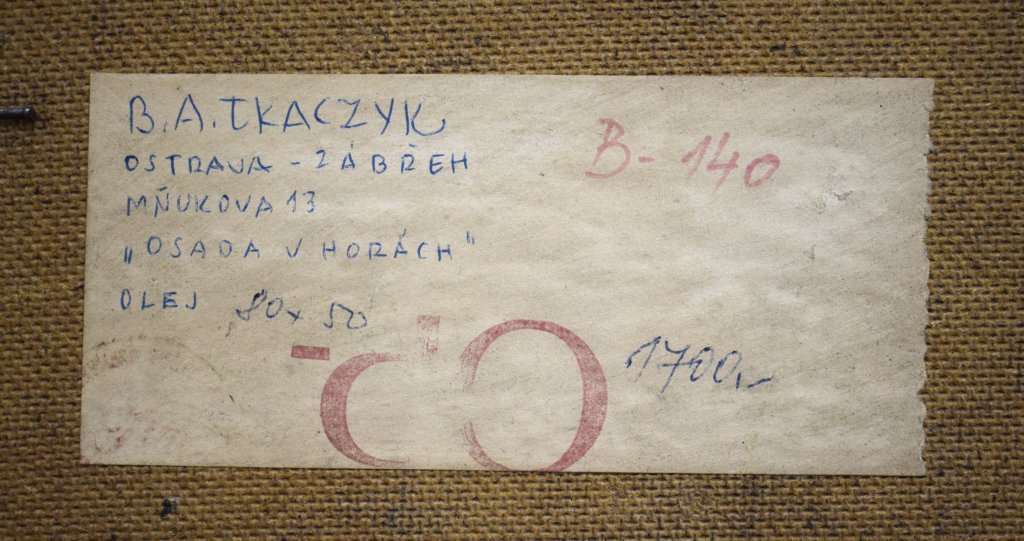 B.A.TKACZYK
OSTRAVA - ZÁBŘEH
B- 140
MŇUKOVA 13
„OSADA V HORÁCH"
OLEJ 80x50
1700,-